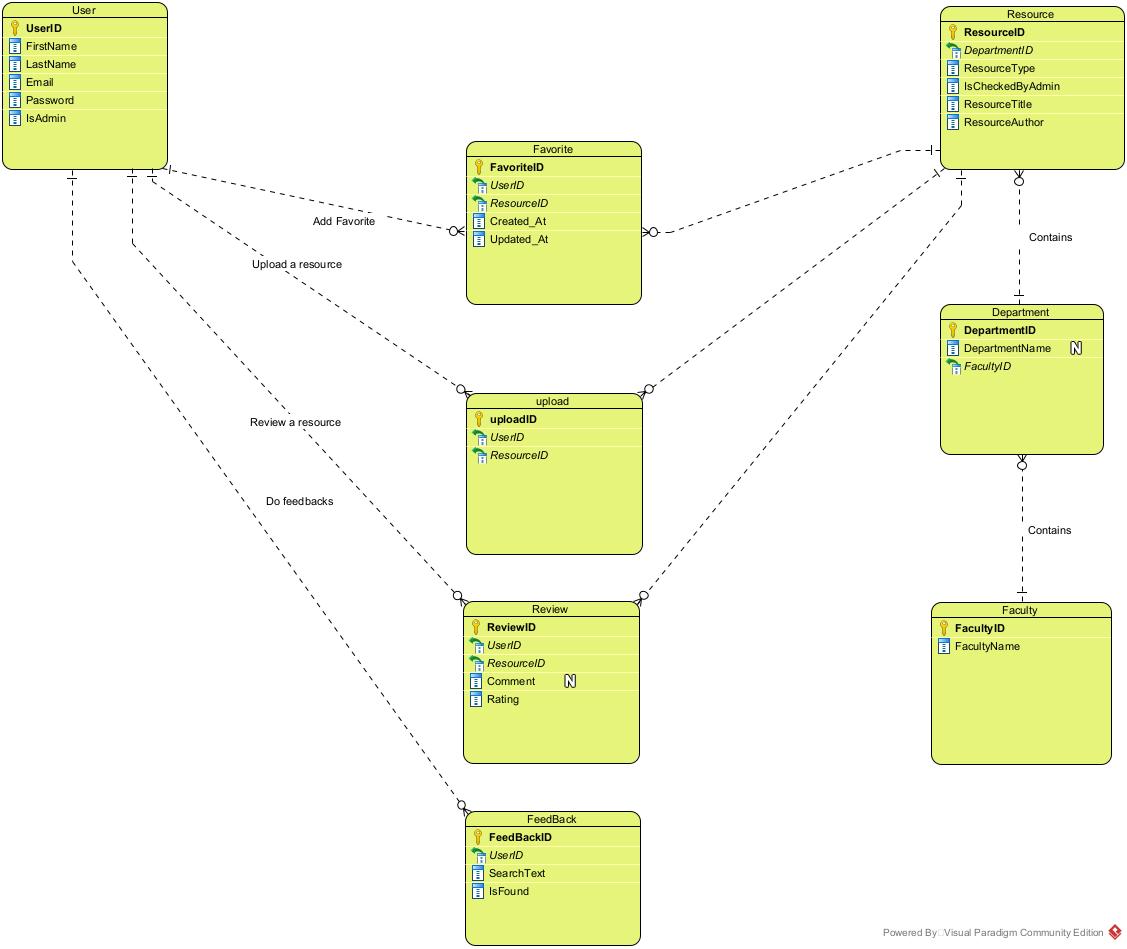 User
UserID
FirstName
LastName
Email
Password
IsAdmin
Resource
ResourceID
DepartmentID
ResourceType
IsCheckedByAdmin
ResourceTitle
ResourceAuthor
Favorite
FavoriteID
UserID
ResourceID
Created_At
Updated_At
Add Favorite
Upload a resource
Contains
Department
DepartmentID
DepartmentName N
FacultyID
upload
uploadID
UserID
ResourceID
Review a resource
Do feedbacks
Contains
Review
ReviewID
UserID
ResourceID
Comment N
Rating
Faculty
FacultyID
FacultyName
FeedBack
FeedBackID
UserID
SearchText
IsFound
Powered By Visual Paradigm Community Edition